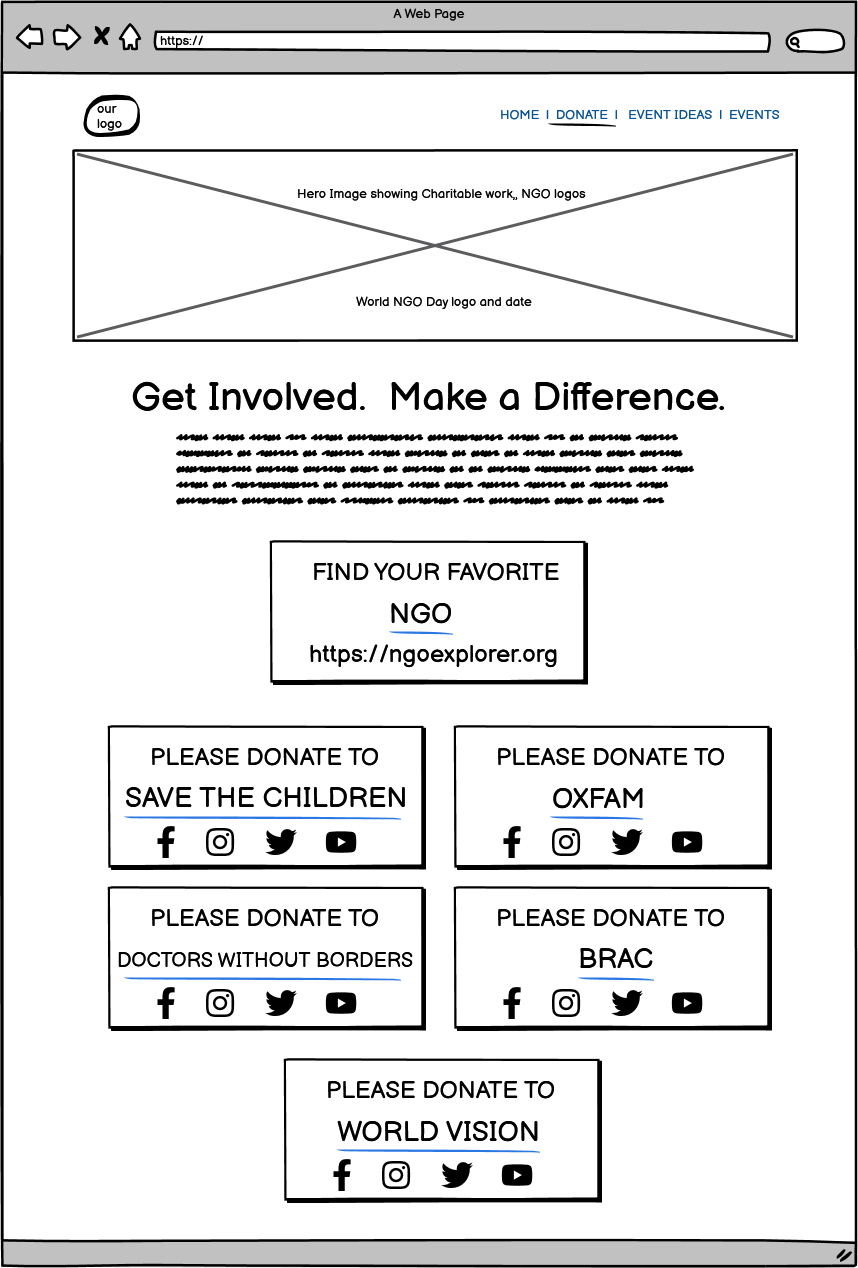 A Web Page
https://
our
logo
HOME | DONATE | EVENT IDEAS | EVENTS
Hero Image showing Charitable work,, NGO logos
World NGO Day logo and date
Get Involved. Make a Difference.
FIND YOUR FAVORITE
NGO
https://ngoexplorer.org
PLEASE DONATE TO
SAVE THE CHILDREN
PLEASE DONATE TO
OXFAM
PLEASE DONATE TO
DOCTORS WITHOUT BORDERS
PLEASE DONATE TO
BRAC
PLEASE DONATE TO
WORLD VISION